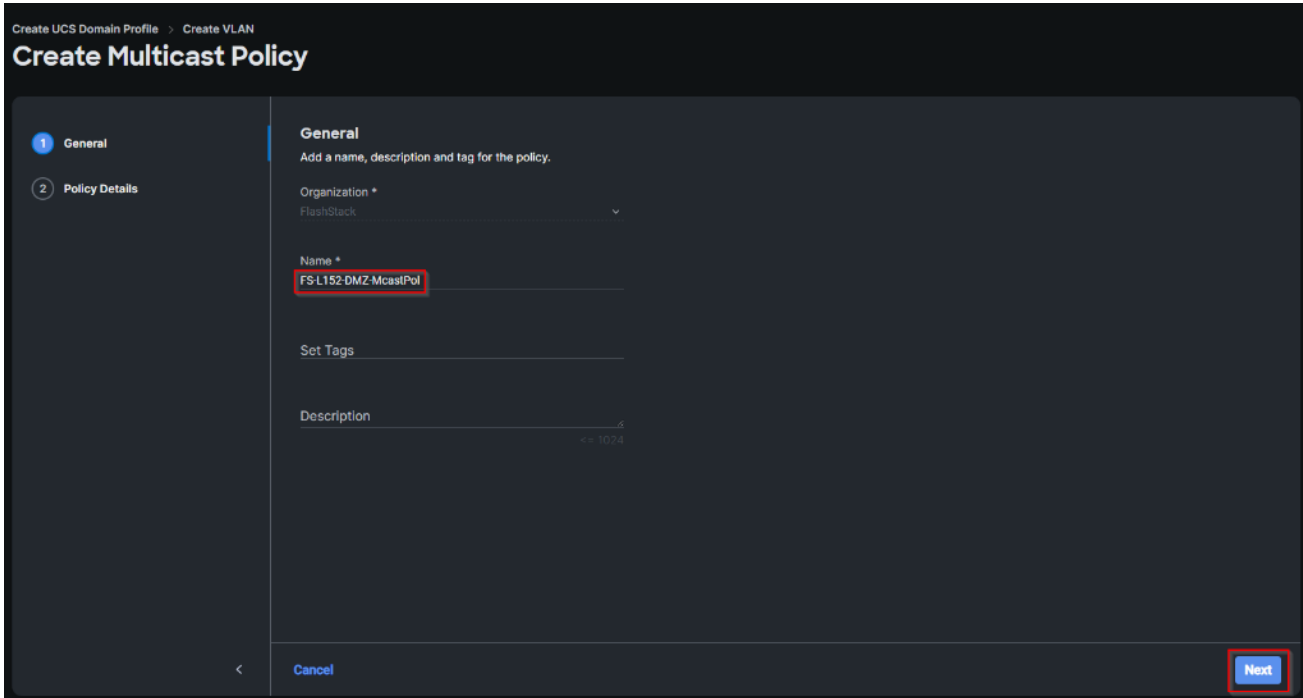 Create UCS Domain Profile > Create VLAN
Create Multicast Policy
1 General
2 Policy Details
General
Add a name, description and tag for the policy.
Organization *
FlashStack
Name *
FS-L152-DMZ-McastPol
Set Tags
Description
<= 1024
< Cancel
Next